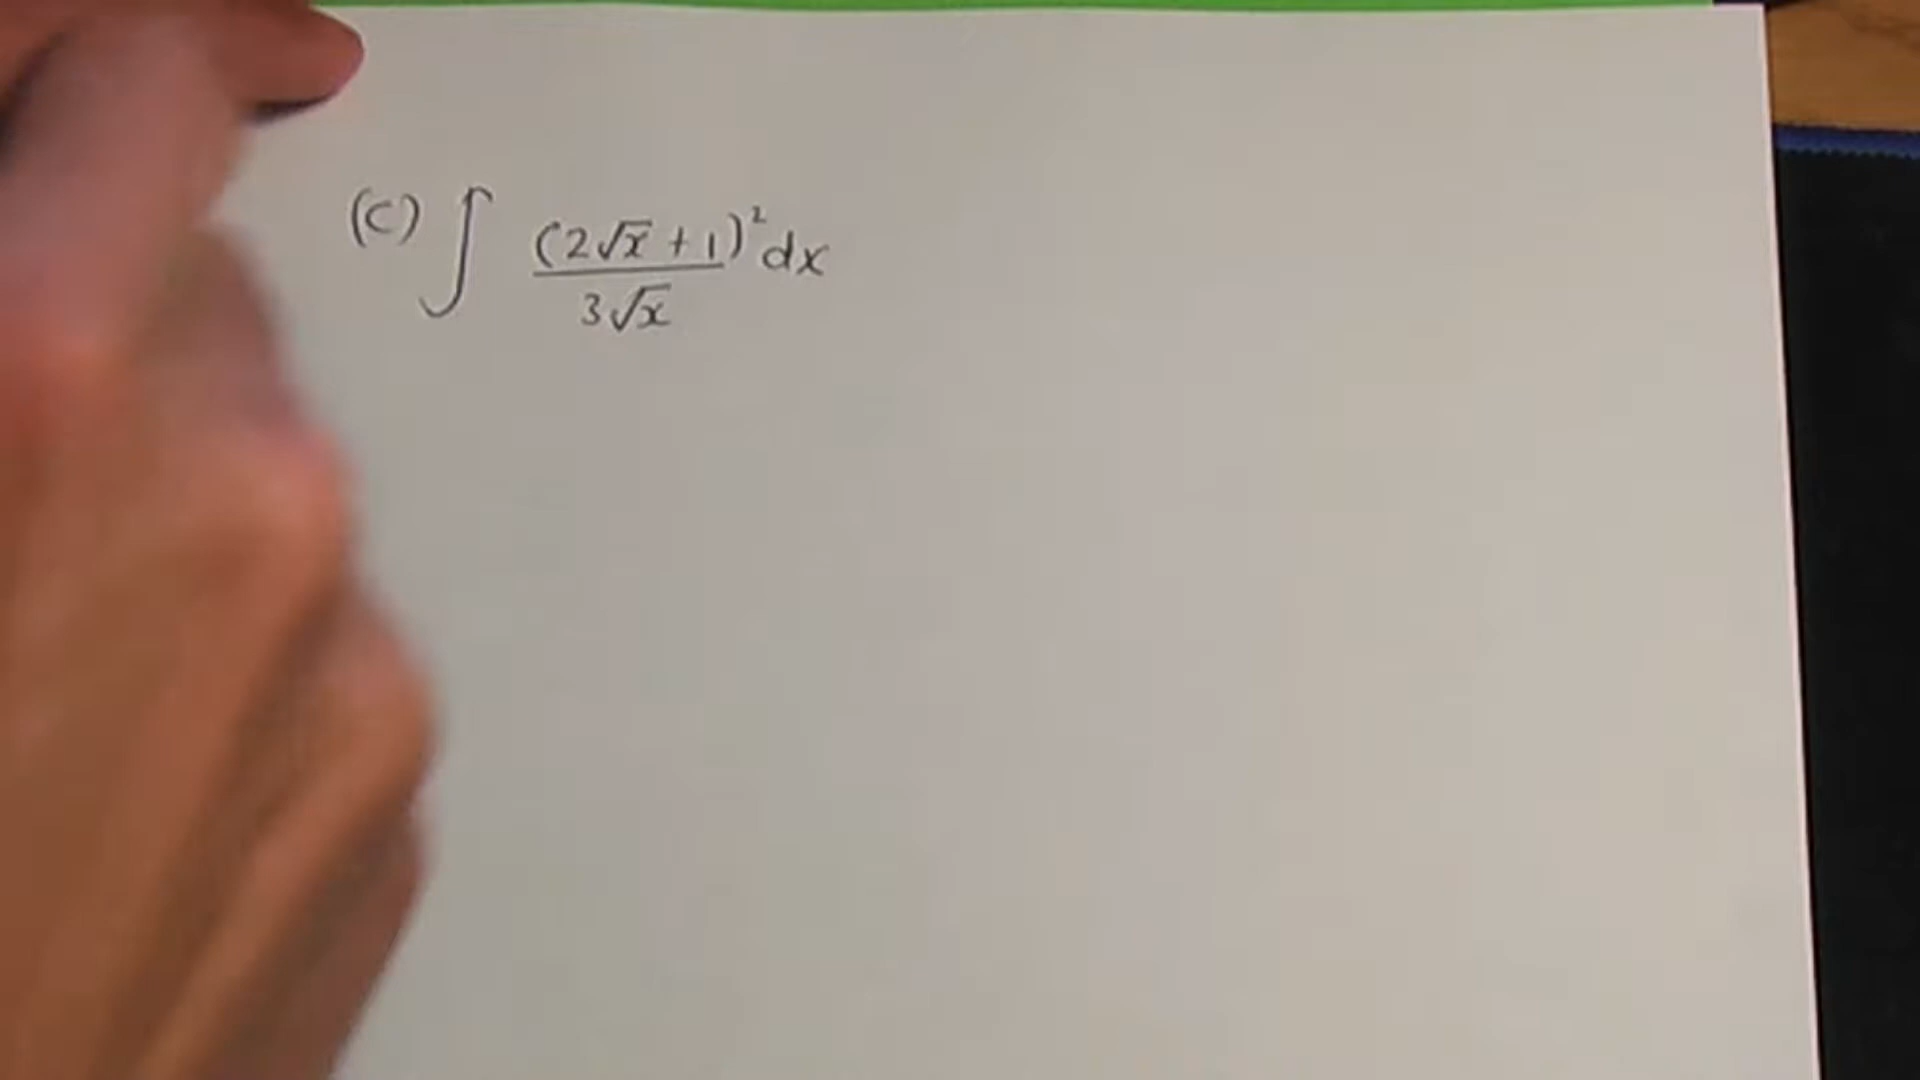 (c) ∫ (2√x + 1)² dx
3√x